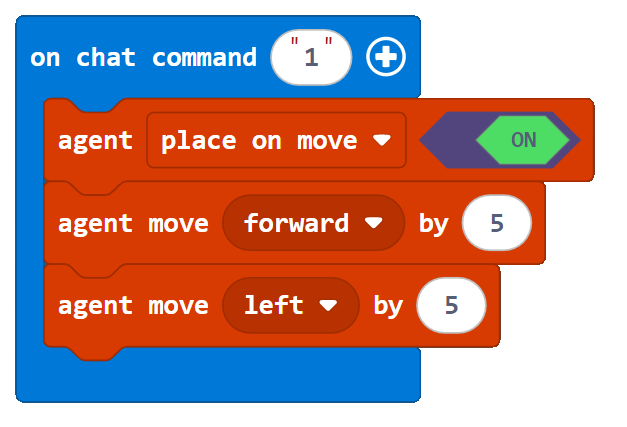 on chat command "1"
agent place on move ON
agent move forward by 5
agent move left by 5